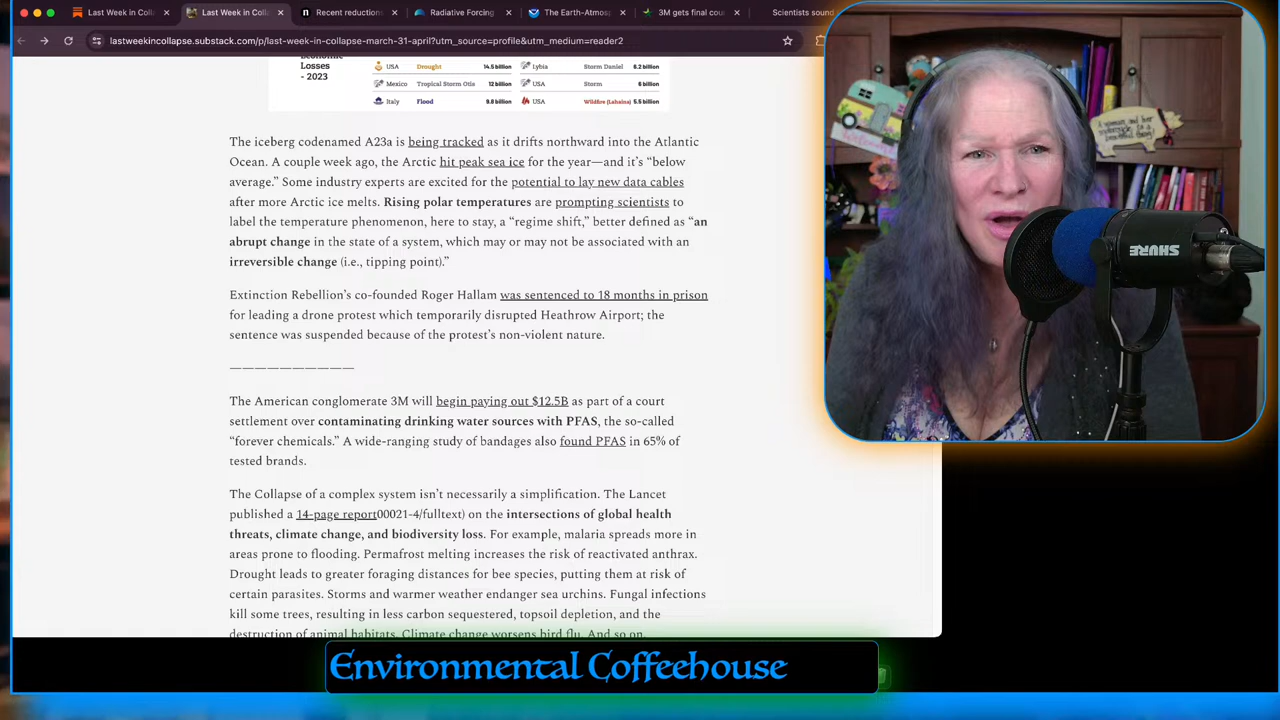 Last Week in Colla
Last Week in Colla
Recent reductions
Radiative Forcing
The Earth-Atmosp
3M gets final cou
Scientists sound
lastweekincollapse.substack.com/p/last-week-in-collapse-march-31-april?utm_source=profile&utm_medium=reader2
Losses
- 2023
USA Drought 14.5 billion Lybia Storm Daniel 6.2 billion
Mexico Tropical Storm Otis 12 billion USA Storm 6 billion
Italy Flood 9.8 billion USA Wildfire (Lahaina) 5.5 billion
The iceberg codenamed A23a is being tracked as it drifts northward into the Atlantic
Ocean. A couple week ago, the Arctic hit peak sea ice for the year—and it's “below
average.” Some industry experts are excited for the potential to lay new data cables
after more Arctic ice melts. Rising polar temperatures are prompting scientists to
label the temperature phenomenon, here to stay, a “regime shift,” better defined as “an
abrupt change in the state of a system, which may or may not be associated with an
irreversible change (i.e., tipping point).”
Extinction Rebellion's co-founded Roger Hallam was sentenced to 18 months in prison
for leading a drone protest which temporarily disrupted Heathrow Airport; the
sentence was suspended because of the protest's non-violent nature.
——————————
The American conglomerate 3M will begin paying out $12.5B as part of a court
settlement over contaminating drinking water sources with PFAS, the so-called
“forever chemicals.” A wide-ranging study of bandages also found PFAS in 65% of
tested brands.
The Collapse of a complex system isn't necessarily a simplification. The Lancet
published a 14-page report00021-4/fulltext) on the intersections of global health
threats, climate change, and biodiversity loss. For example, malaria spreads more in
areas prone to flooding. Permafrost melting increases the risk of reactivated anthrax.
Drought leads to greater foraging distances for bee species, putting them at risk of
certain parasites. Storms and warmer weather endanger sea urchins. Fungal infections
kill some trees, resulting in less carbon sequestered, topsoil depletion, and the
destruction of animal habitats. Climate change worsens bird flu. And so on.
SHURE
Environmental Coffeehouse